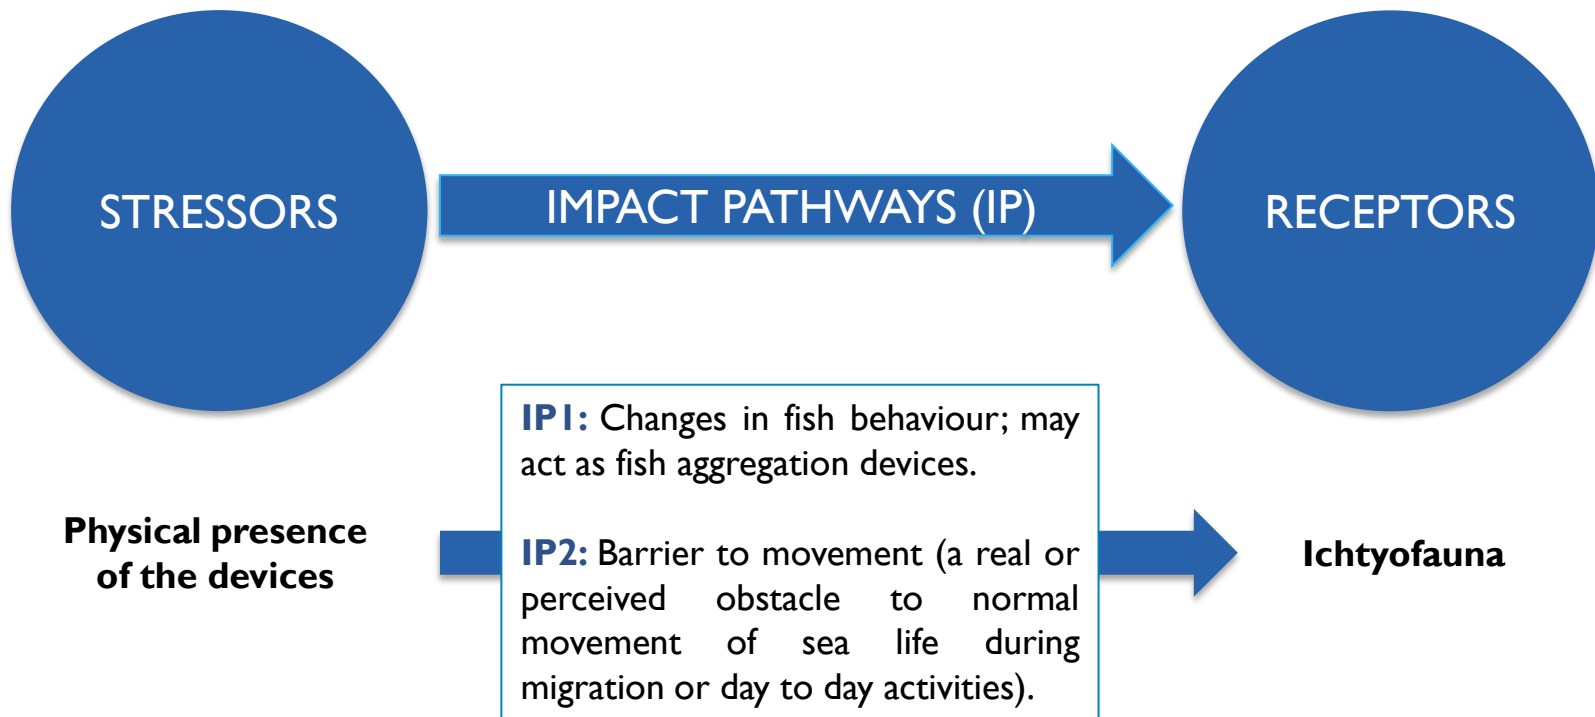 STRESSORS
IMPACT PATHWAYS (IP)
RECEPTORS
Physical presence
of the devices
IP1: Changes in fish behaviour; may
act as fish aggregation devices.
IP2: Barrier to movement (a real or
perceived obstacle to normal
movement of sea life during
migration or day to day activities).
Ichtyofauna